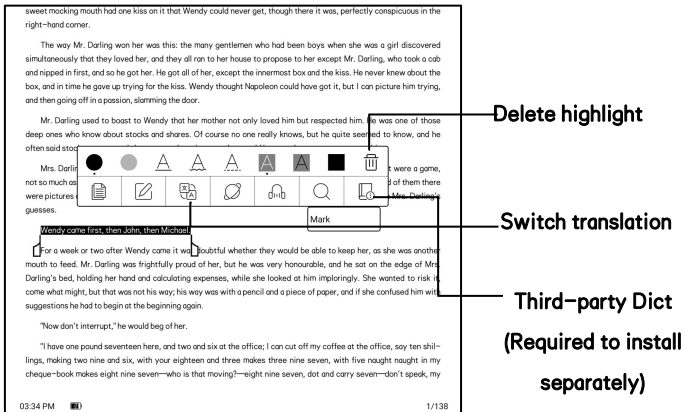 sweet mocking mouth had one kiss on it that Wendy could never get, though there it was, perfectly conspicuous in the
right-hand corner.
The way Mr. Darling won her was this: the many gentlemen who had been boys when she was a girl discovered
simultaneously that they loved her, and they all ran to her house to propose to her except Mr. Darling, who took a cab
and nipped in first, and so he got her. He got all of her, except the innermost box and the kiss. He never knew about the
box, and in time he gave up trying for the kiss. Wendy thought Napoleon could have got it, but I can picture him trying,
and then going off in a passion, slamming the door.
Mr. Darling used to boast to Wendy that her mother not only loved him but respected him. He was one of those
deep ones who know about stocks and shares. Of course no one really knows, but he quite seemed to know, and he
often said
Mrs. were a game,
not so much as d of them there
were pictures Mrs. Darling's
guesses.
Mark
Wendy came first, then John, then Michael.
For a week or two after Wendy came it was doubtful whether they would be able to keep her, as she was another
mouth to feed. Mr. Darling was frightfully proud of her, but he was very honourable, and he sat on the edge of Mrs.
Darling's bed, holding her hand and calculating expenses, while she looked at him imploringly. She wanted to risk it,
come what might, but that was not his way; his way was with a pencil and a piece of paper, and if she confused him with
suggestions he had to begin at the beginning again.
"Now don't interrupt," he would beg of her.
"I have one pound seventeen here, and two and six at the office; I can cut off my coffee at the office, say ten shil-
lings, making two nine and six, with your eighteen and three makes three nine seven, with five naught naught in my
cheque-book makes eight nine seven—who is that moving?—eight nine seven, dot and carry seven—don't speak, my
03:34 PM
1/138
Delete highlight
Switch translation
Third-party Dict
(Required to install
separately)